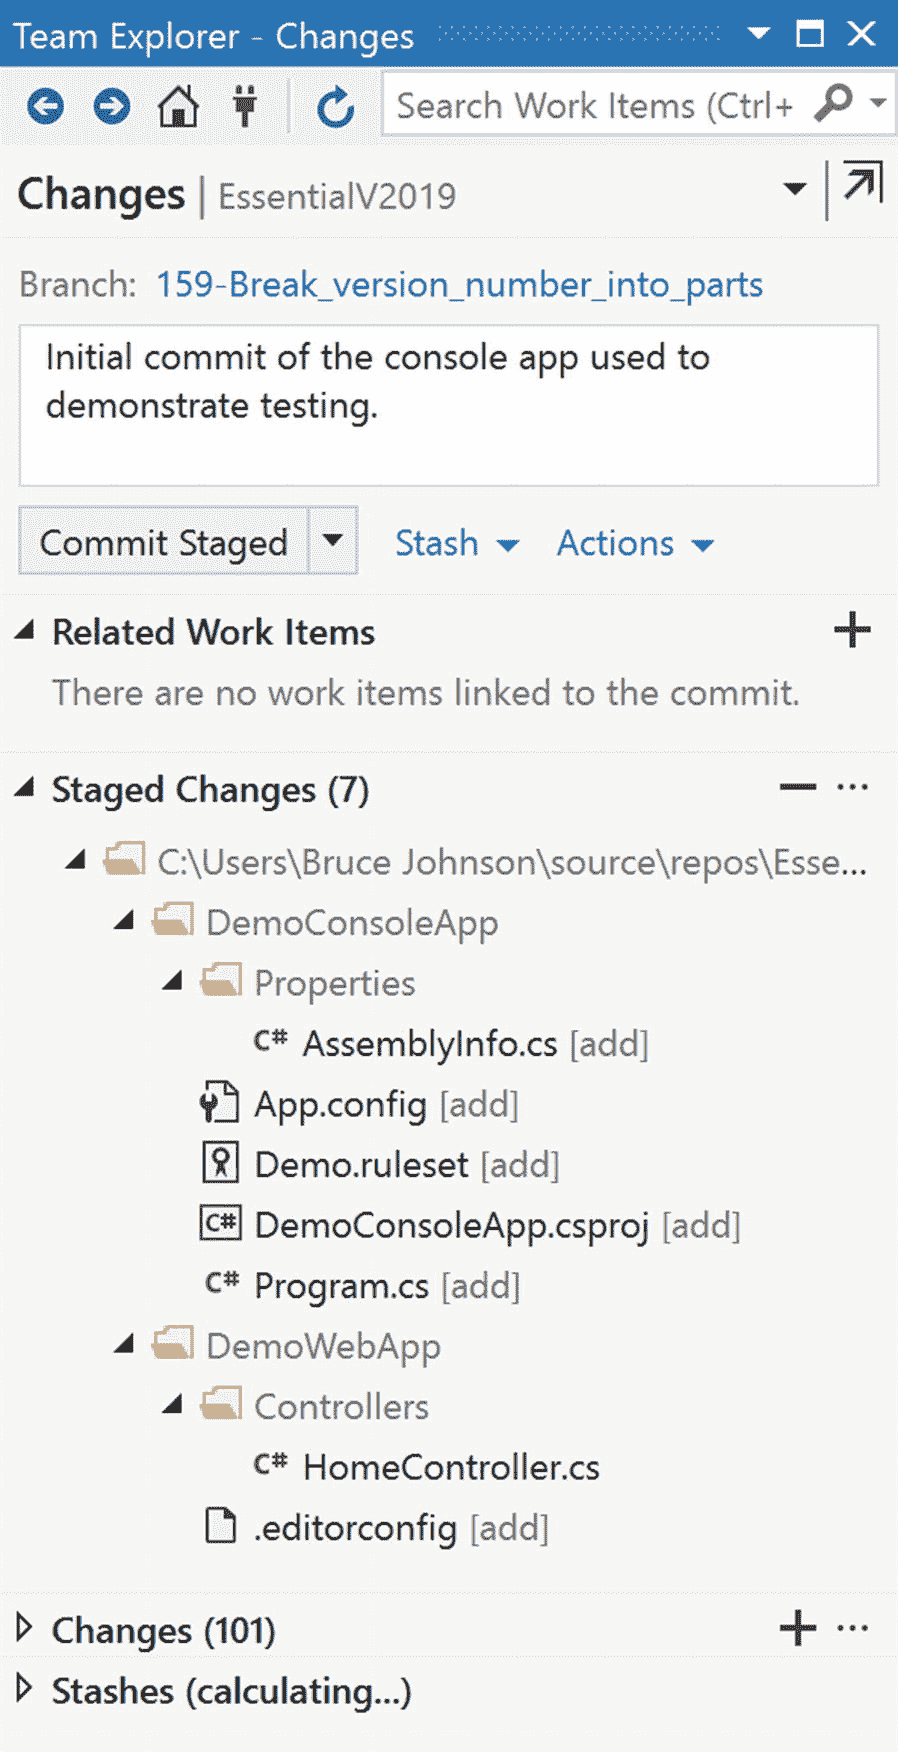 Team Explorer - Changes
Search Work Items (Ctrl+
Changes | EssentialV2019
Branch: 159-Break_version_number_into_parts
Initial commit of the console app used to
demonstrate testing.
Commit Staged Stash Actions
Related Work Items
There are no work items linked to the commit.
Staged Changes (7)
C:\Users\Bruce Johnson\source\repos\Esse...
DemoConsoleApp
Properties
C# AssemblyInfo.cs [add]
App.config [add]
Demo.ruleset [add]
C# DemoConsoleApp.csproj [add]
C# Program.cs [add]
DemoWebApp
Controllers
C# HomeController.cs
.editorconfig [add]
Changes (101)
Stashes (calculating...)